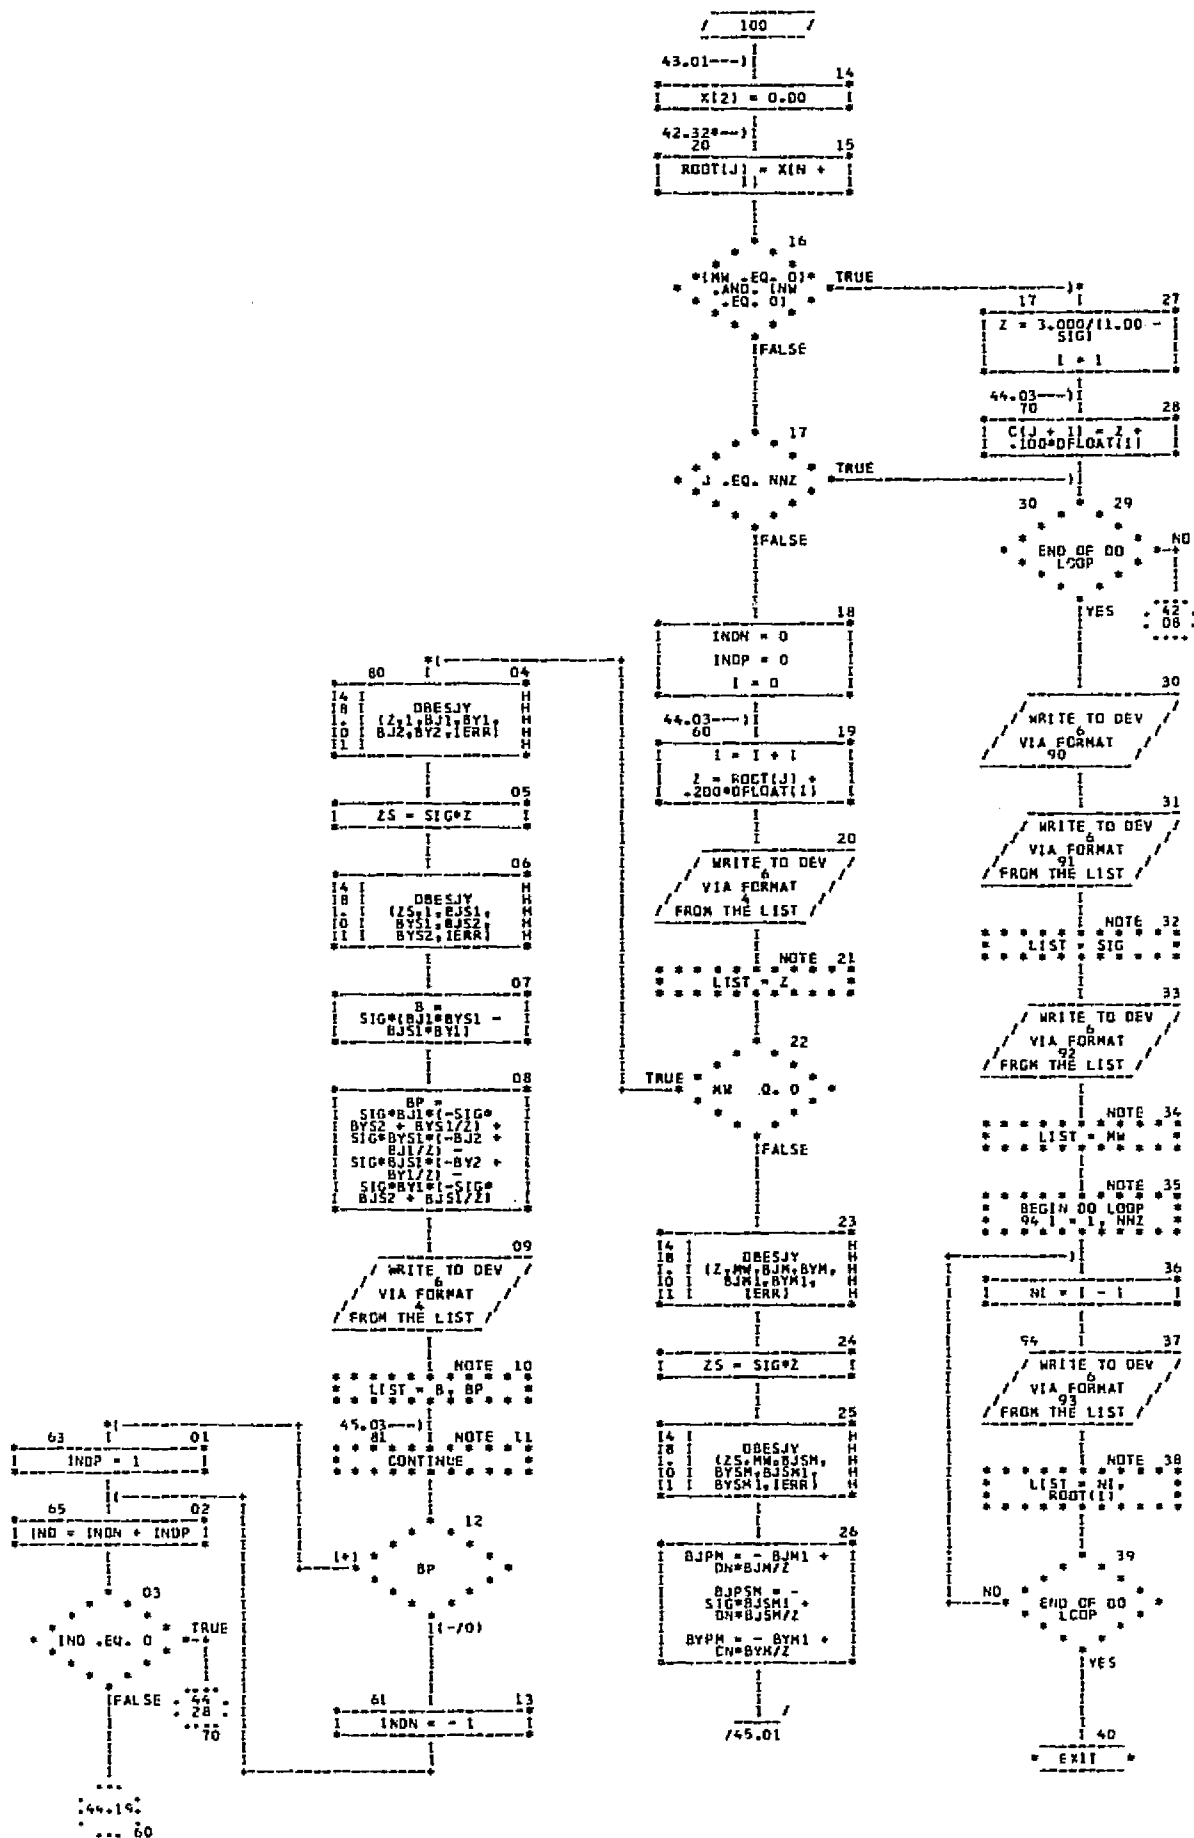 100
43.01
14
X(2) = 0.00
42.32*
20 15
ROOT(J) = X(N +
1)
16
(MW .EQ. 0)
.AND. (NW
.EQ. 0)
TRUE
FALSE
17
J .EQ. NNZ
TRUE
FALSE
18
INDN = 0
INDP = 0
I = 0
44.03
60 19
I = I + 1
Z = ROOT(J) +
.200*DFLOAT(I)
20
WRITE TO DEV
6
VIA FORMAT
4
FROM THE LIST
NOTE 21
LIST = Z
22
MW .Q. 0
TRUE
FALSE
23
DBESJY
(Z,MW,BJM,BYM,
BJM1,BYM1,
IERR)
24
ZS = SIG*Z
25
DBESJY
(ZS,MW,BJSM,
BYSM,BJSM1,
BYSM1,IERR)
26
BJPM = - BJM1 +
DN*BJM/Z
BJPSM = -
SIG*BJSM1 +
DN*BJSM/Z
BYPM = - BYM1 +
DN*BYM/Z
/45.01
17 27
Z = 3.000/(1.00 -
SIG)
I = 1
44.03
70 28
C(J + 1) = Z +
.100*DFLOAT(I)
30 29
END OF DO
LOOP
NO
42
08
YES
30
WRITE TO DEV
6
VIA FORMAT
90
31
WRITE TO DEV
6
VIA FORMAT
91
FROM THE LIST
NOTE 32
LIST = SIG
33
WRITE TO DEV
6
VIA FORMAT
92
FROM THE LIST
NOTE 34
LIST = MW
NOTE 35
BEGIN DO LOOP
94 I = 1, NNZ
36
NI = I - 1
94 37
WRITE TO DEV
6
VIA FORMAT
93
FROM THE LIST
NOTE 38
LIST = NI,
ROOT(I)
39
END OF DO
LOOP
NO
YES
40
EXIT
80 04
DBESJY
(Z,1,BJ1,BY1,
BJ2,BY2,IERR)
05
ZS = SIG*Z
06
DBESJY
(ZS,1,BJS1,
BYS1,BJS2,
BYS2,IERR)
07
B =
SIG*(BJ1*BYS1 -
BJS1*BY1)
08
BP =
SIG*BJ1*(-SIG*
BYS2 + BYS1/Z) +
SIG*BYS1*(-BJ2 +
BJ1/Z) -
SIG*BJS1*(-BY2 +
BY1/Z) -
SIG*BY1*(-SIG*
BJS2 + BJS1/Z)
09
WRITE TO DEV
6
VIA FORMAT
4
FROM THE LIST
NOTE 10
LIST = B, BP
45.03
81 NOTE 11
CONTINUE
12
BP
(+)
(-/0)
61 13
INDN = - 1
63 01
INDP = 1
65 02
IND = INDN + INDP
03
IND .EQ. 0
TRUE
FALSE
44
28
70
44.19
60